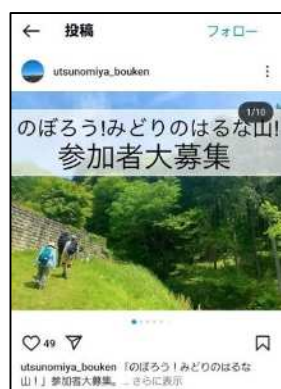 投稿
フォロー
utsunomiya_bouken
1/10
のぼろう!みどりのはるな山!
参加者大募集
49
utsunomiya_bouken 「のぼろう！みどりのはるな
山！」参加者大募集。... さらに表示